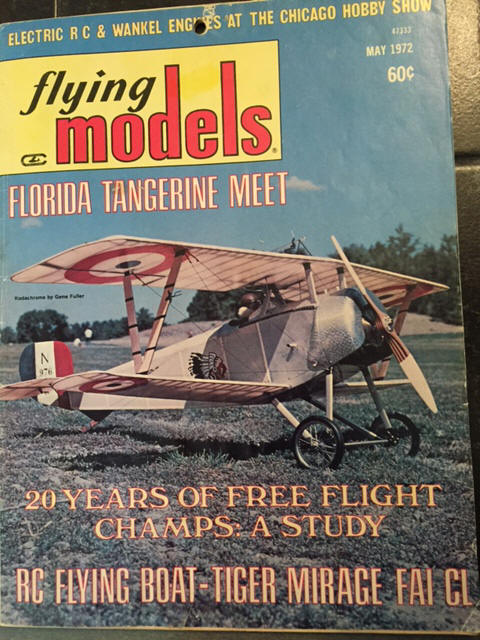 ELECTRIC R C & WANKEL ENGINES AT THE CHICAGO HOBBY SHOW
47333
MAY 1972
60¢
flying
models
FLORIDA TANGERINE MEET
Kodachrome by Gene Fuller
N
976
20 YEARS OF FREE FLIGHT
CHAMPS: A STUDY
RC FLYING BOAT-TIGER MIRAGE FAI CL